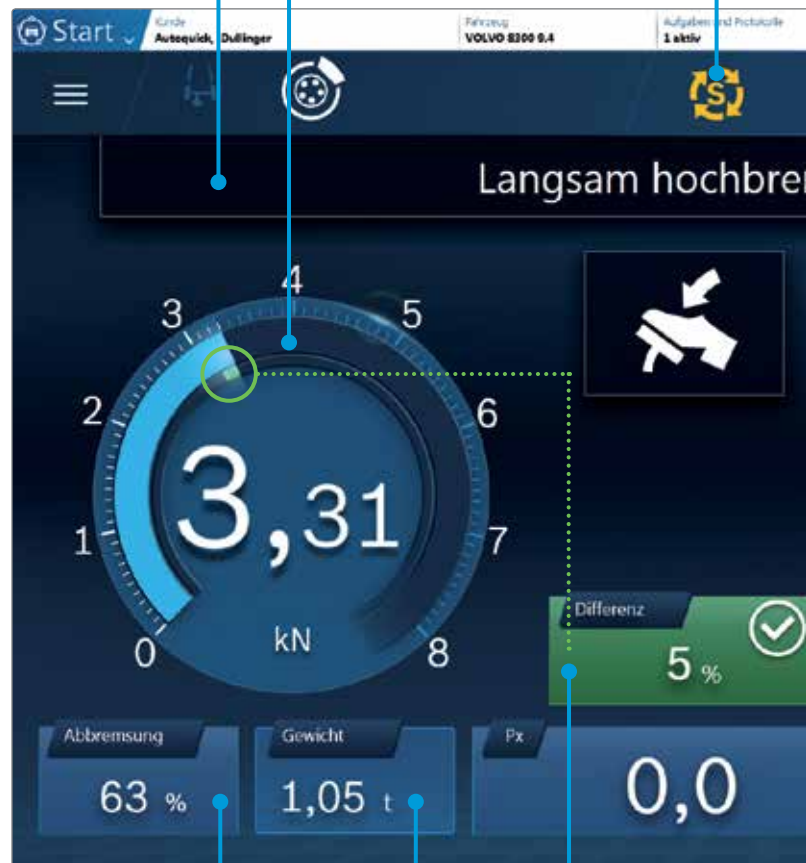 Start
Kunde
Autoquick, Dullinger
Fahrzeug
VOLVO 8300 9.4
Aufgaben und Protokolle
1 aktiv
S
Langsam hochbre
0
1
2
3
4
5
6
7
8
3,31
kN
Differenz
5 %
Abbremsung
63 %
Gewicht
1,05 t
Px
0,0